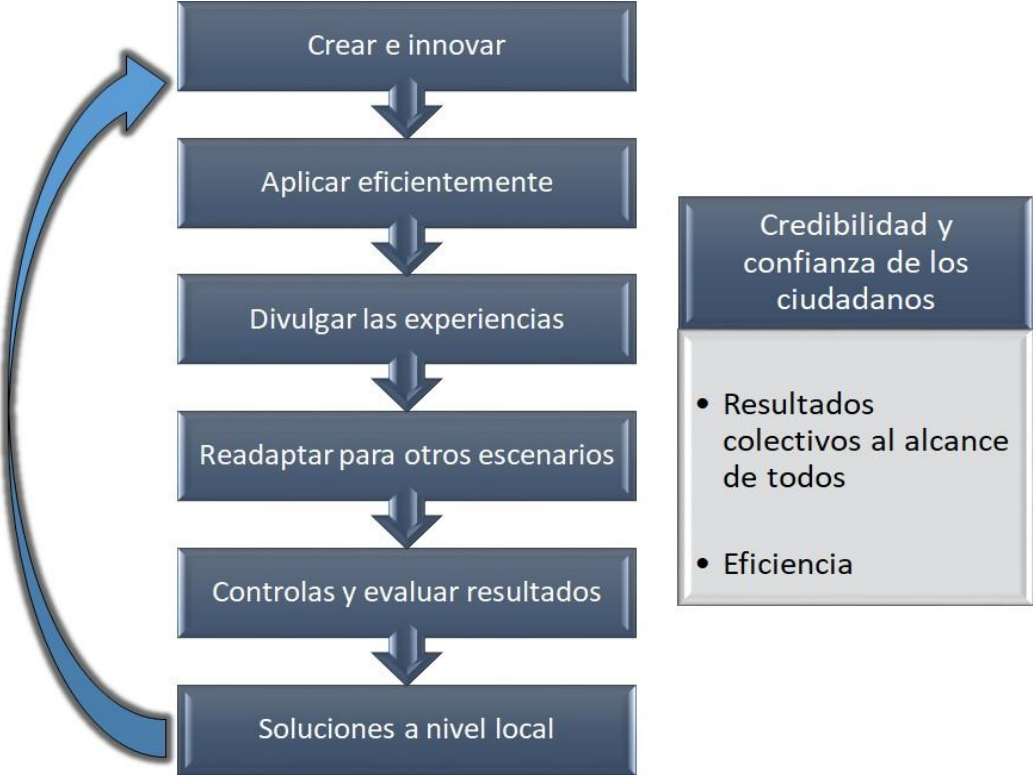 Crear e innovar
Aplicar eficientemente
Divulgar las experiencias
Readaptar para otros escenarios
Controlas y evaluar resultados
Soluciones a nivel local
Credibilidad y
confianza de los
ciudadanos
• Resultados
colectivos al alcance
de todos
• Eficiencia